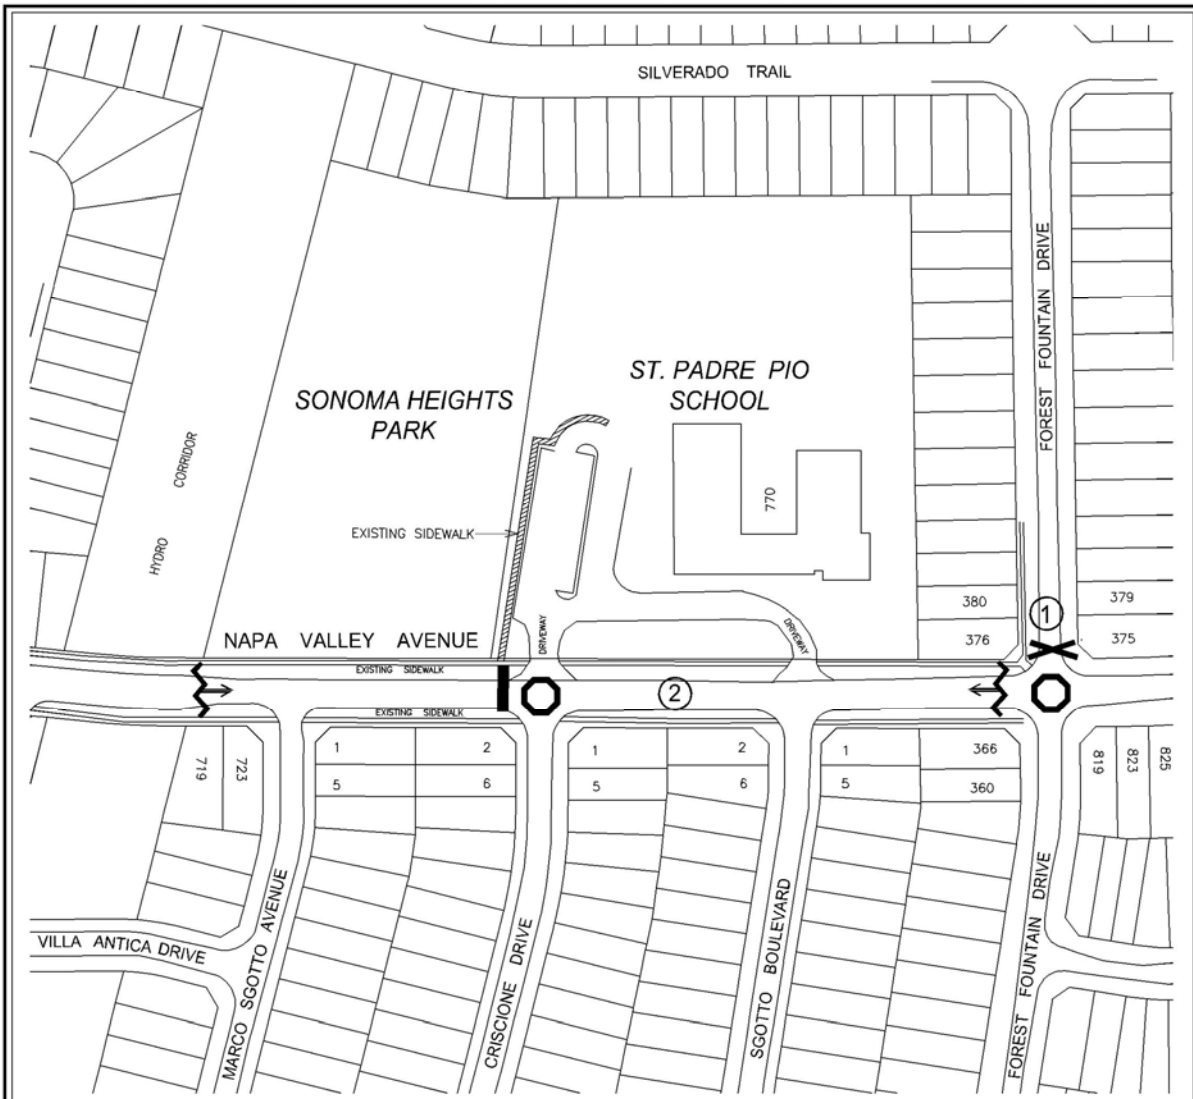 SILVERADO TRAIL
FOREST FOUNTAIN DRIVE
ST. PADRE PIO
SCHOOL
SONOMA HEIGHTS
PARK
HYDRO CORRIDOR
770
EXISTING SIDEWALK
380
379
1
376
375
NAPA VALLEY AVENUE
DRIVEWAY
DRIVEWAY
EXISTING SIDEWALK
2
EXISTING SIDEWALK
719
723
1
2
1
2
1
366
819
823
825
5
6
5
6
5
360
MARCO SGOTTO AVENUE
CRISCIONE DRIVE
SGOTTO BOULEVARD
FOREST FOUNTAIN DRIVE
VILLA ANTICA DRIVE